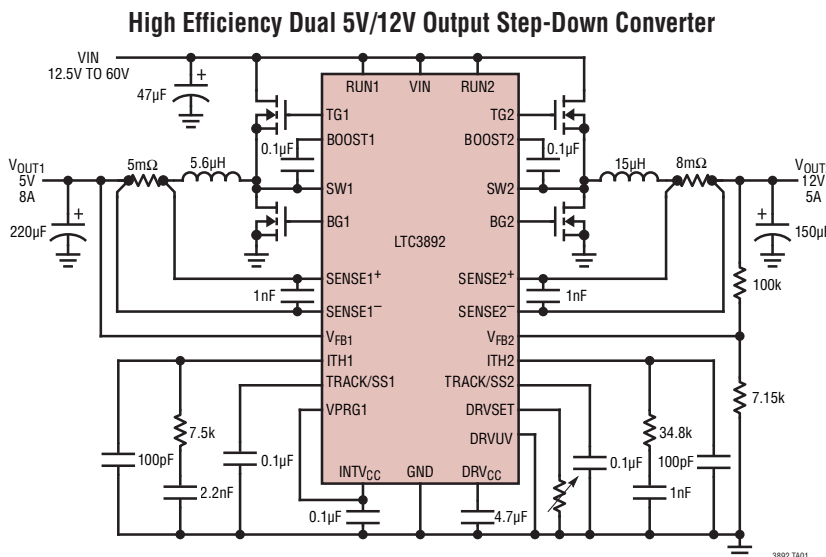 High Efficiency Dual 5V/12V Output Step-Down Converter
VIN
12.5V TO 60V
47µF
+
RUN1
VIN
RUN2
TG1
TG2
BOOST1
BOOST2
0.1µF
0.1µF
VOUT1
5V
8A
5mΩ
5.6µH
SW1
SW2
15µH
8mΩ
VOUT
12V
5A
220µF
+
BG1
BG2
+
150µ
LTC3892
SENSE1+
SENSE2+
1nF
1nF
100k
SENSE1−
SENSE2−
VFB1
VFB2
ITH1
ITH2
TRACK/SS1
TRACK/SS2
VPRG1
DRVSET
7.15k
7.5k
DRVUV
34.8k
100pF
0.1µF
0.1µF
100pF
2.2nF
INTVCC
GND
DRVCC
1nF
0.1µF
4.7µF
3892 TA01